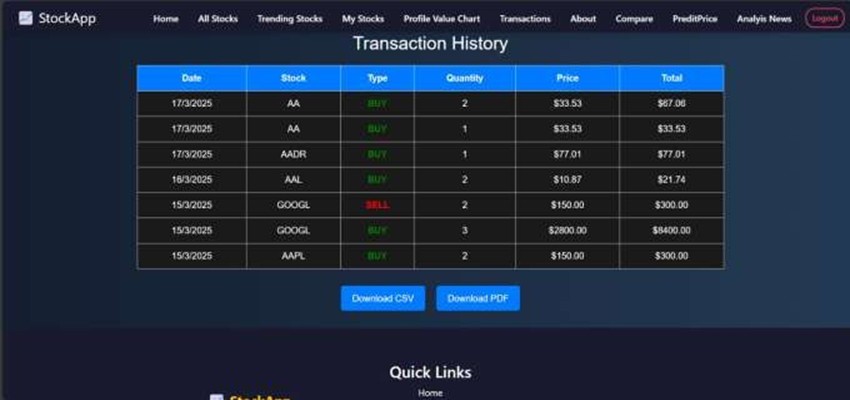 StockApp Home All Stocks Trending Stocks My Stocks Profile Value Chart Transactions About Compare PreditPrice Analyis News Logout
Transaction History
Date Stock Type Quantity Price Total
17/3/2025 AA BUY 2 $33.53 $67.06
17/3/2025 AA BUY 1 $33.53 $33.53
17/3/2025 AADR BUY 1 $77.01 $77.01
16/3/2025 AAL BUY 2 $10.87 $21.74
15/3/2025 GOOGL SELL 2 $150.00 $300.00
15/3/2025 GOOGL BUY 3 $2800.00 $8400.00
15/3/2025 AAPL BUY 2 $150.00 $300.00
Download CSV Download PDF
Quick Links
Home
StockApp